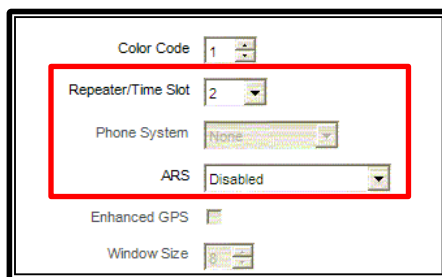 Color Code 1
Repeater/Time Slot 2
Phone System None
ARS Disabled
Enhanced GPS
Window Size 8